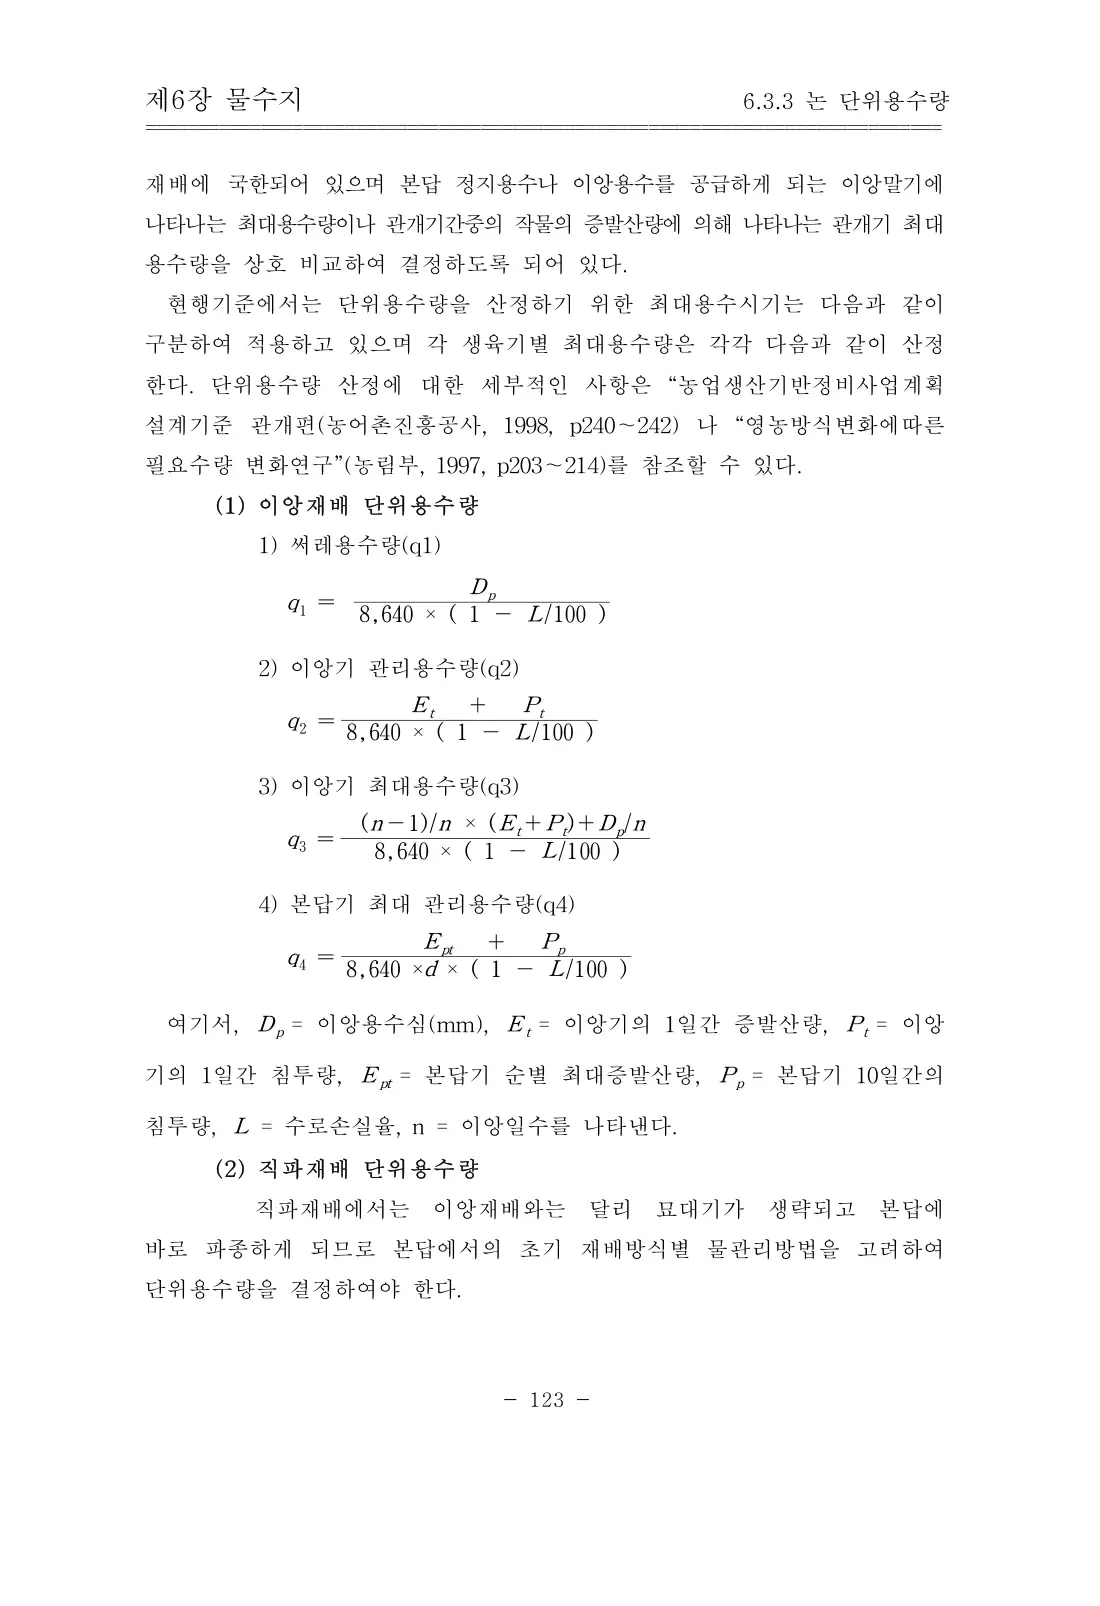 제6장 물수지 6.3.3 논 단위용수량
==========================================================================
재배에 국한되어 있으며 본답 정지용수나 이앙용수를 공급하게 되는 이앙말기에
나타나는 최대용수량이나 관개기간중의 작물의 증발산량에 의해 나타나는 관개기 최대
용수량을 상호 비교하여 결정하도록 되어 있다.
현행기준에서는 단위용수량을 산정하기 위한 최대용수시기는 다음과 같이
구분하여 적용하고 있으며 각 생육기별 최대용수량은 각각 다음과 같이 산정
한다. 단위용수량 산정에 대한 세부적인 사항은 “농업생산기반정비사업계획
설계기준 관개편(농어촌진흥공사, 1998, p240～242) 나 “영농방식변화에따른
필요수량 변화연구”(농림부, 1997, p203～214)를 참조할 수 있다.
(1) 이앙재배 단위용수량
1) 써레용수량(q1)
q₁ = D_p / 8,640 × ( 1 － L/100 )
2) 이앙기 관리용수량(q2)
q₂ = E_t + P_t / 8,640 × ( 1 － L/100 )
3) 이앙기 최대용수량(q3)
q₃ = (n－1)/n × (E_t+P_t)+D_p/n / 8,640 × ( 1 － L/100 )
4) 본답기 최대 관리용수량(q4)
q₄ = E_pt + P_p / 8,640 ×d × ( 1 － L/100 )
여기서, D_p = 이앙용수심(mm), E_t = 이앙기의 1일간 증발산량, P_t = 이앙
기의 1일간 침투량, E_pt = 본답기 순별 최대증발산량, P_p = 본답기 10일간의
침투량, L = 수로손실율, n = 이앙일수를 나타낸다.
(2) 직파재배 단위용수량
직파재배에서는 이앙재배와는 달리 묘대기가 생략되고 본답에
바로 파종하게 되므로 본답에서의 초기 재배방식별 물관리방법을 고려하여
단위용수량을 결정하여야 한다.
- 123 -